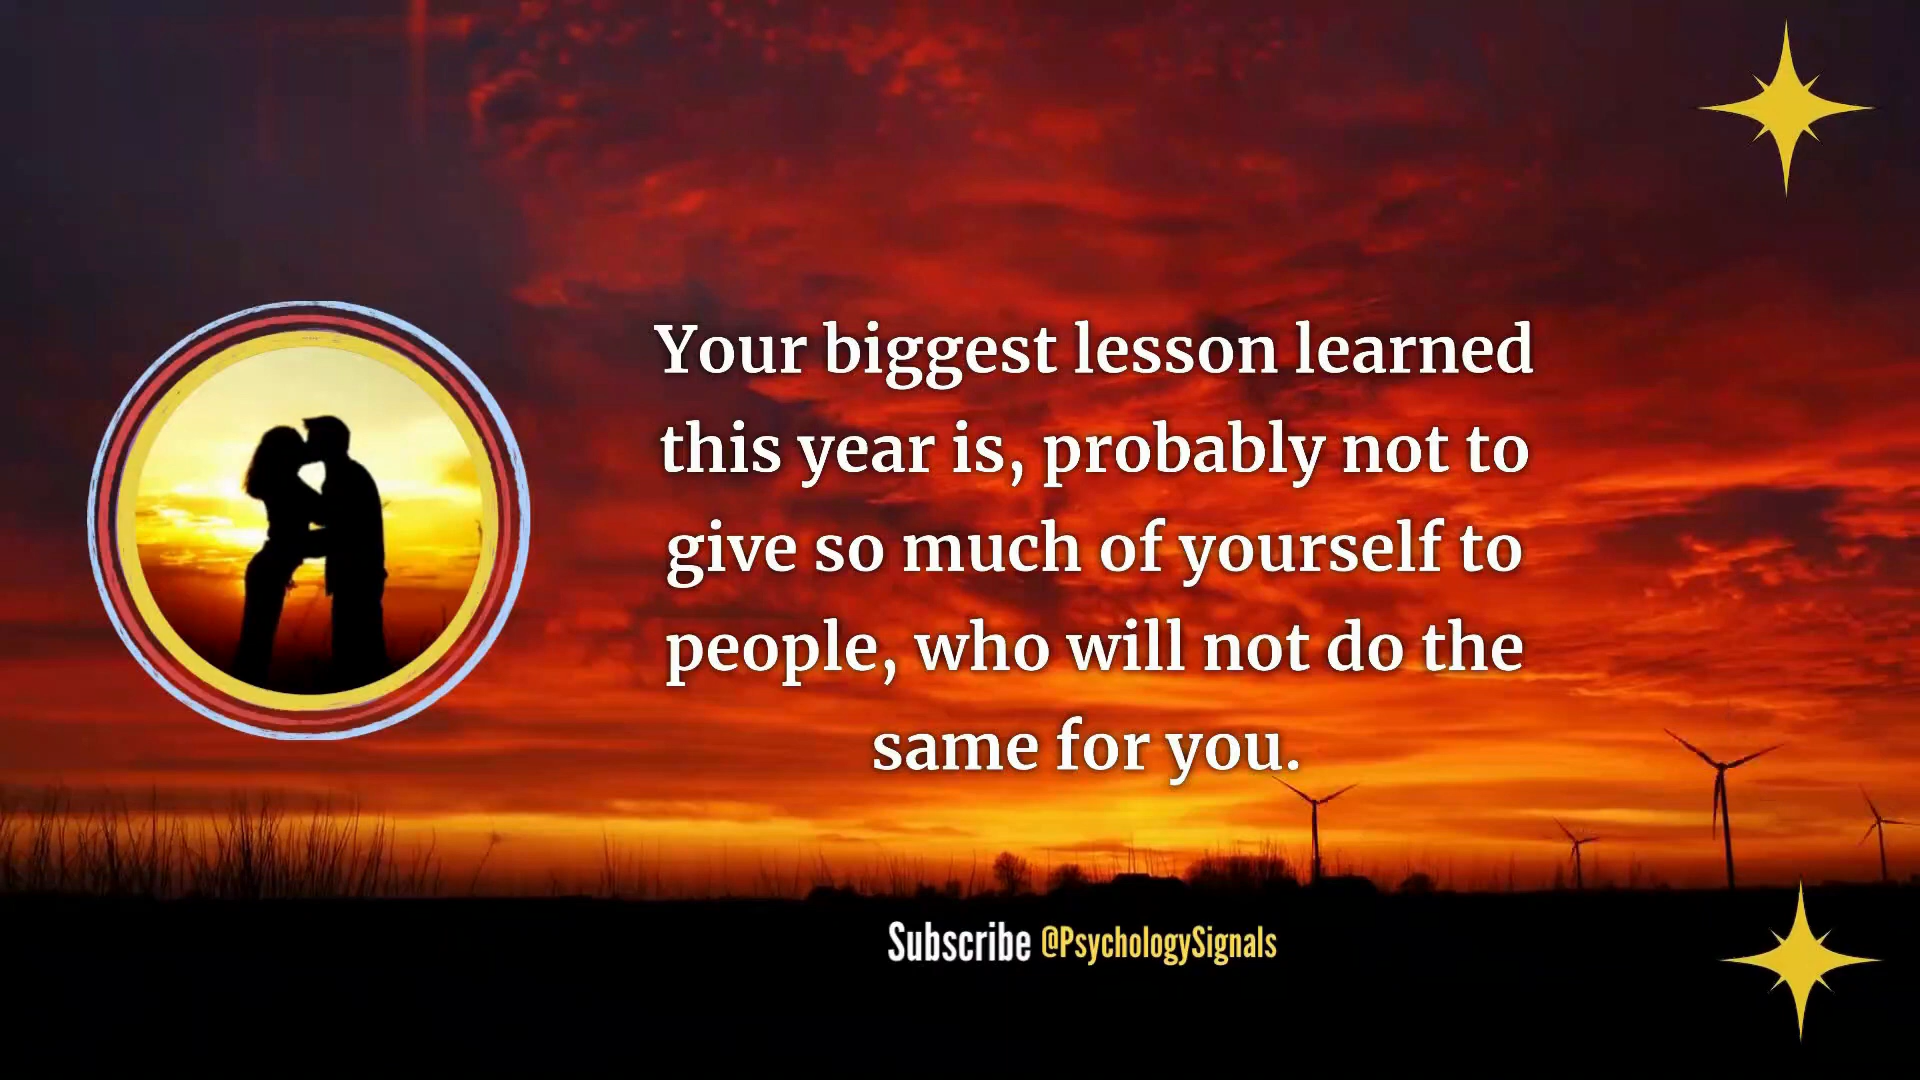 Your biggest lesson learned
this year is, probably not to
give so much of yourself to
people, who will not do the
same for you.
Subscribe @PsychologySignals